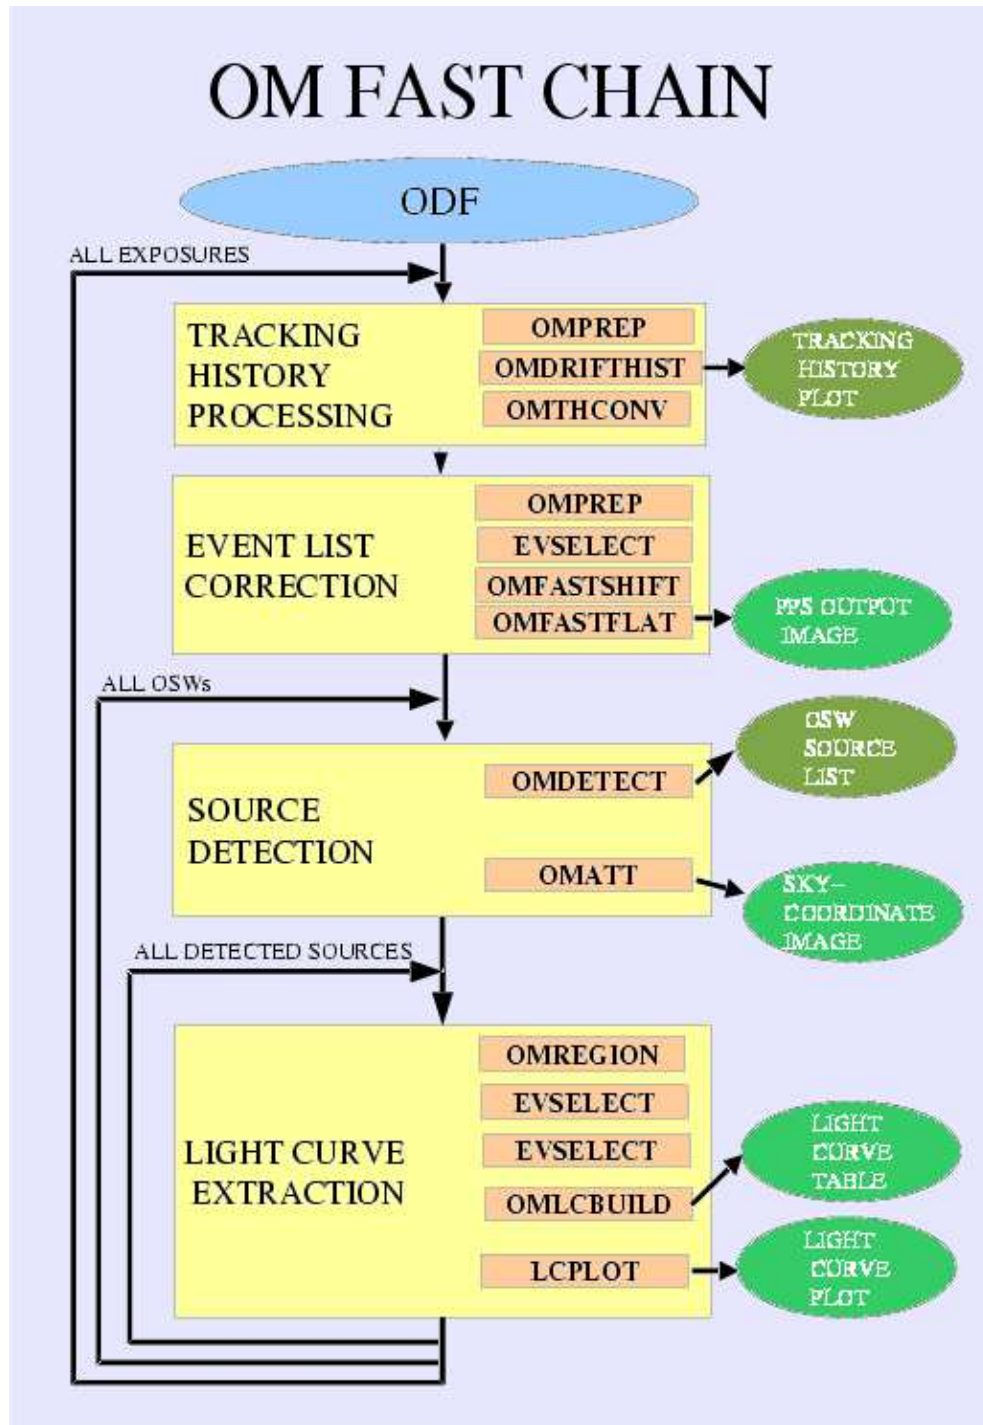 OM FAST CHAIN
ODF
ALL EXPOSURES
TRACKING
HISTORY
PROCESSING
OMPREP
OMDRIFTHIST
OMTHCONV
TRACKING
HISTORY
PLOT
EVENT LIST
CORRECTION
OMPREP
EVSELECT
OMFASTSHIFT
OMFASTFLAT
PPS OUTPUT
IMAGE
ALL OSWs
SOURCE
DETECTION
OMDETECT
OMATT
OSW
SOURCE
LIST
SKY-
COORDINATE
IMAGE
ALL DETECTED SOURCES
LIGHT CURVE
EXTRACTION
OMREGION
EVSELECT
EVSELECT
OMLCBUILD
LCPLOT
LIGHT
CURVE
TABLE
LIGHT
CURVE
PLOT